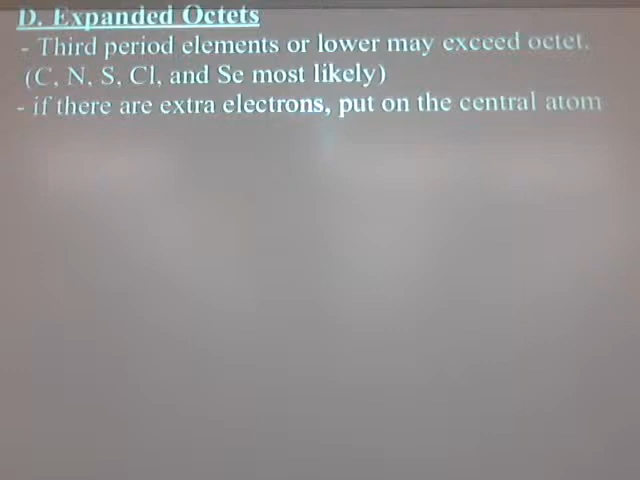 D. Expanded Octets
- Third period elements or lower may exceed octet.
(C, N, S, Cl, and Se most likely)
- if there are extra electrons, put on the central atom